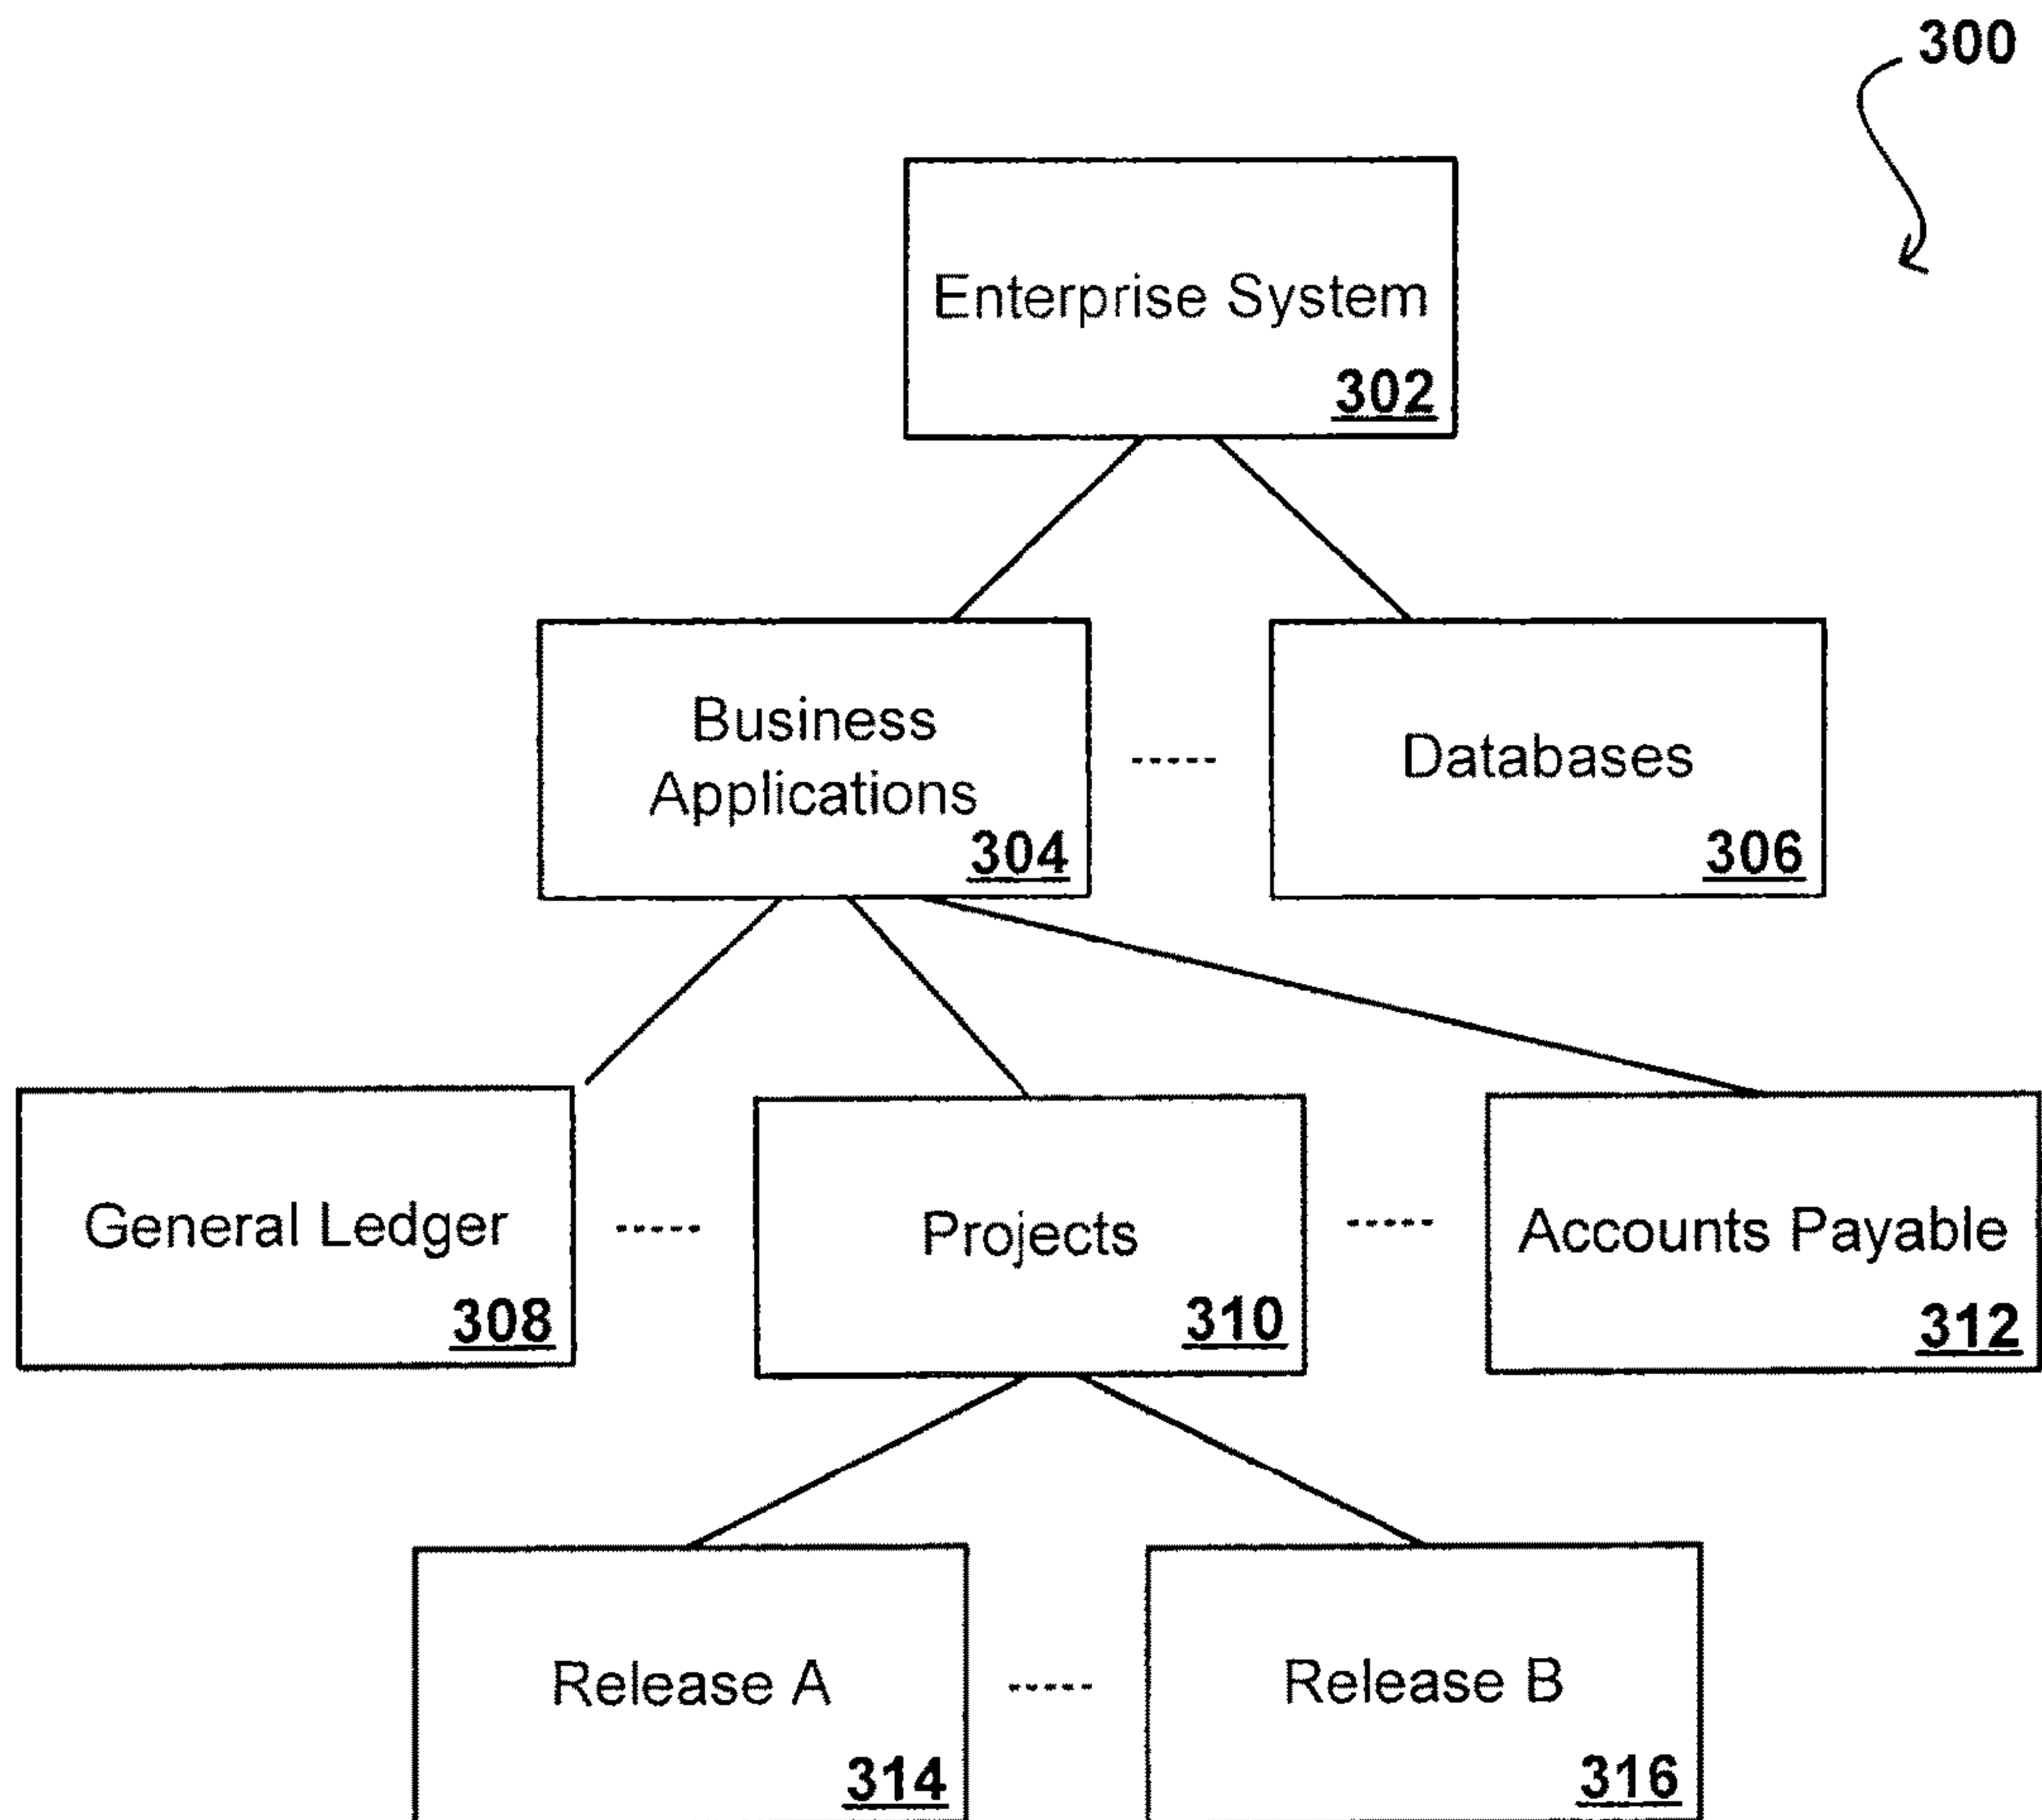 300
Enterprise System
302
Business
Applications
304
Databases
306
General Ledger
308
Projects
310
Accounts Payable
312
Release A
314
Release B
316